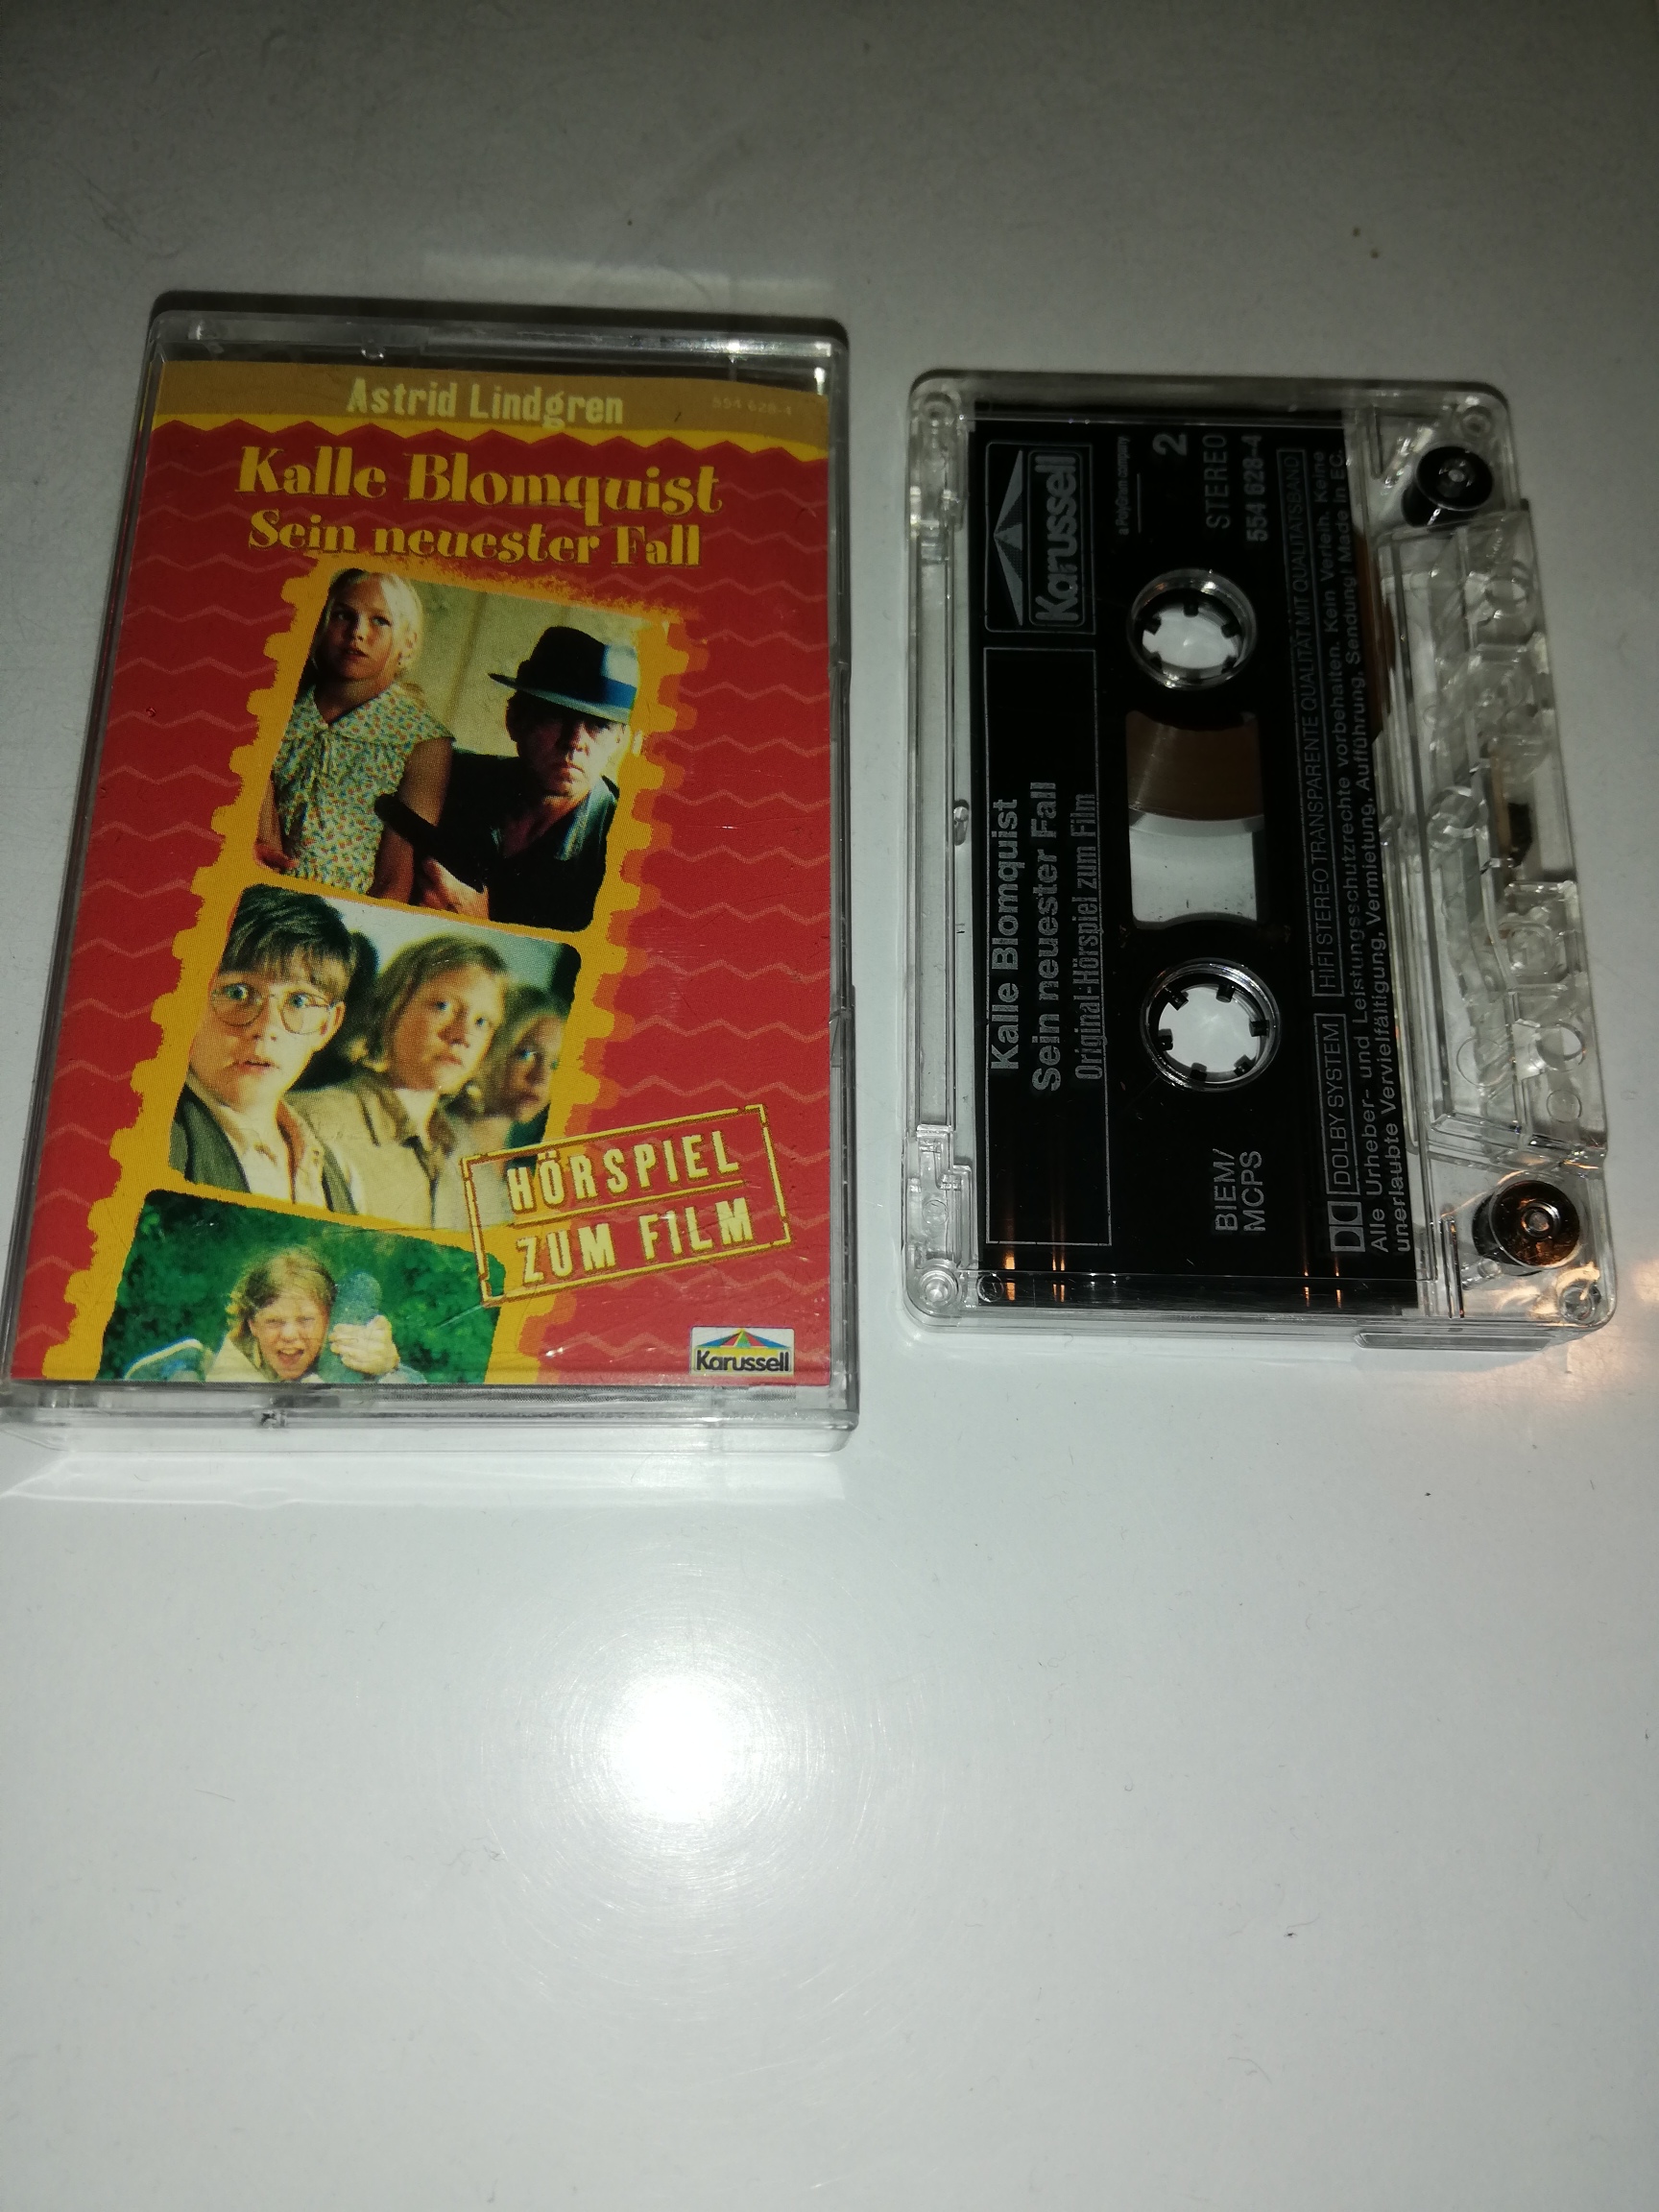 Astrid Lindgren
554 628-4
Kalle Blomquist
Sein neuester Fall
HÖRSPIEL
ZUM FILM
Karussell
Karussell
a PolyGram company
2
STEREO
554 628-4
Kalle Blomquist
Sein neuester Fall
Original-Hörspiel zum Film
BIEM/
MCPS
DOLBY SYSTEM HIFI STEREO TRANSPARENTE QUALITÄT MIT QUALITÄTSBAND
Alle Urheber- und Leistungsschutzrechte vorbehalten. Kein Verleih. Keine
unerlaubte Vervielfältigung, Vermietung, Aufführung, Sendung! Made in EC.